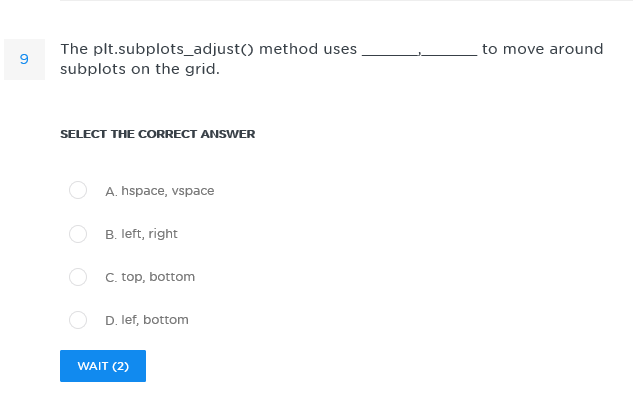 9
The plt.subplots_adjust() method uses _______,_______ to move around
subplots on the grid.
SELECT THE CORRECT ANSWER
A. hspace, vspace
B. left, right
C. top, bottom
D. lef, bottom
WAIT (2)